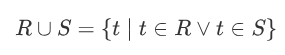 R ∪ S = {t | t ∈ R ∨ t ∈ S}